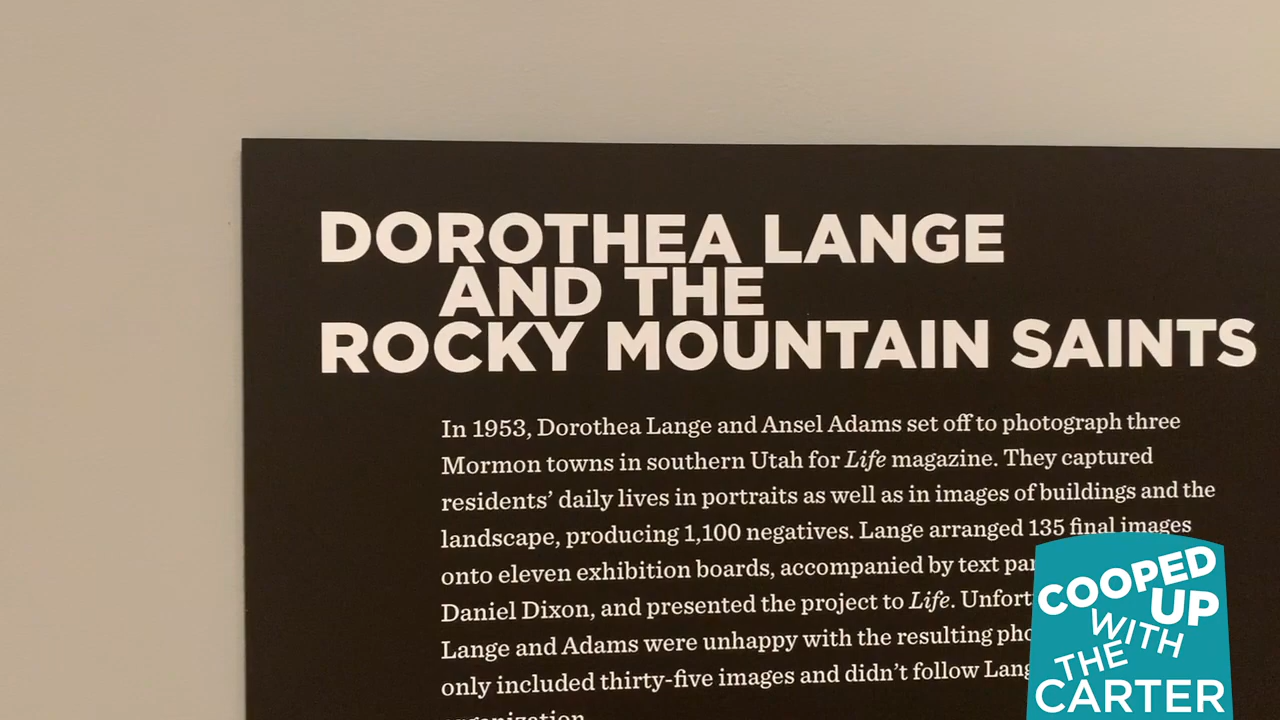 DOROTHEA LANGE
AND THE
ROCKY MOUNTAIN SAINTS
In 1953, Dorothea Lange and Ansel Adams set off to photograph three
Mormon towns in southern Utah for Life magazine. They captured
residents’ daily lives in portraits as well as in images of buildings and the
landscape, producing 1,100 negatives. Lange arranged 135 final images
onto eleven exhibition boards, accompanied by text
Daniel Dixon, and presented the project to Life.
Lange and Adams were unhappy with the resulting
only included thirty-five images and didn’t follow
COOPED
UP
WITH
THE
CARTER